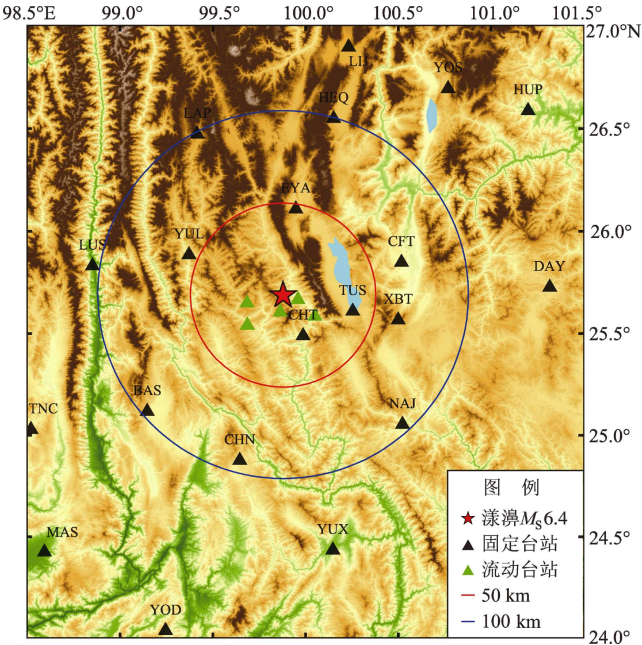 98.5°E 99.0° 99.5° 100.0° 100.5° 101.0° 101.5°
27.0°N
LIJ
YOS
HUP
HEQ
LAP
26.5°
EYA
YUL
CFT
26.0°
LUS
DAY
TUS
XBT
CHT
25.5°
BAS
NAJ
TNC
CHN
25.0°
图 例
漾濞MS6.4
固定台站
流动台站
50 km
100 km
MAS
YUX
24.5°
YOD
24.0°